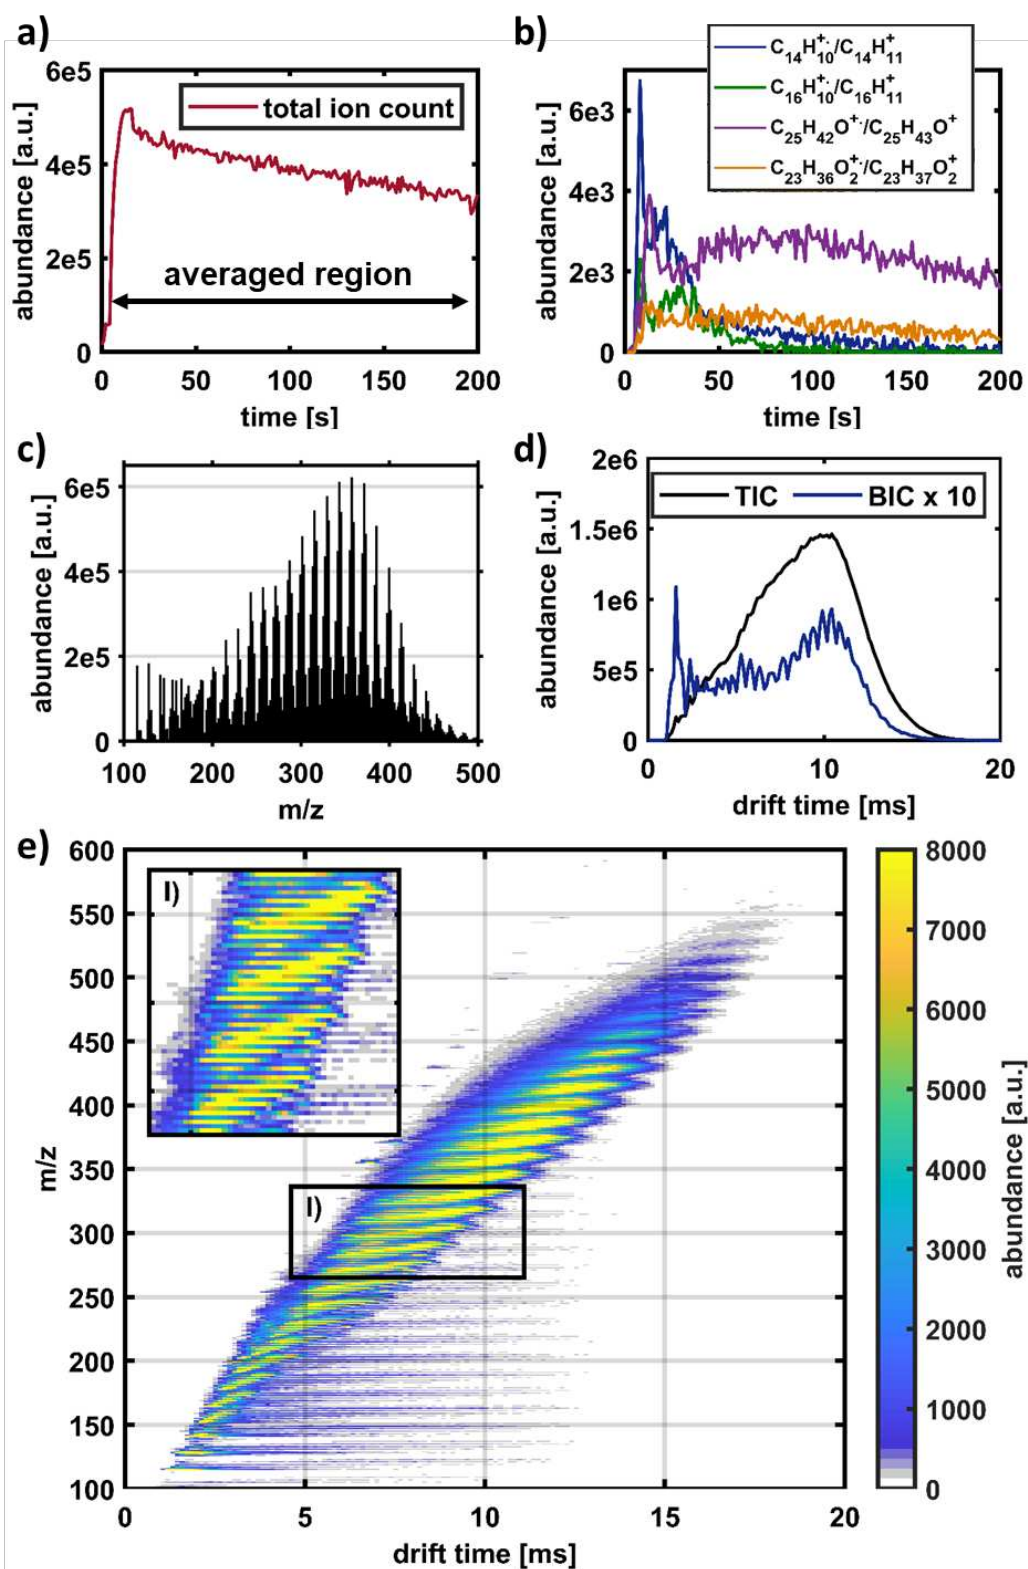 a)
6e5
4e5
2e5
0
abundance [a.u.]
total ion count
averaged region
0 50 100 150 200
time [s]
b)
C₁₄H₁₀⁺˙/C₁₄H₁₁⁺
C₁₆H₁₀⁺˙/C₁₆H₁₁⁺
C₂₅H₄₂O⁺˙/C₂₅H₄₃O⁺
C₂₃H₃₆O₂⁺˙/C₂₃H₃₇O₂⁺
6e3
4e3
2e3
0
abundance [a.u.]
0 50 100 150 200
time [s]
c)
6e5
4e5
2e5
0
abundance [a.u.]
100 200 300 400 500
m/z
d)
2e6
1.5e6
1e6
5e5
0
abundance [a.u.]
TIC BIC x 10
0 10 20
drift time [ms]
e)
600
550
500
450
400
350
300
250
200
150
100
m/z
I)
I)
0 5 10 15 20
drift time [ms]
8000
7000
6000
5000
4000
3000
2000
1000
0
abundance [a.u.]